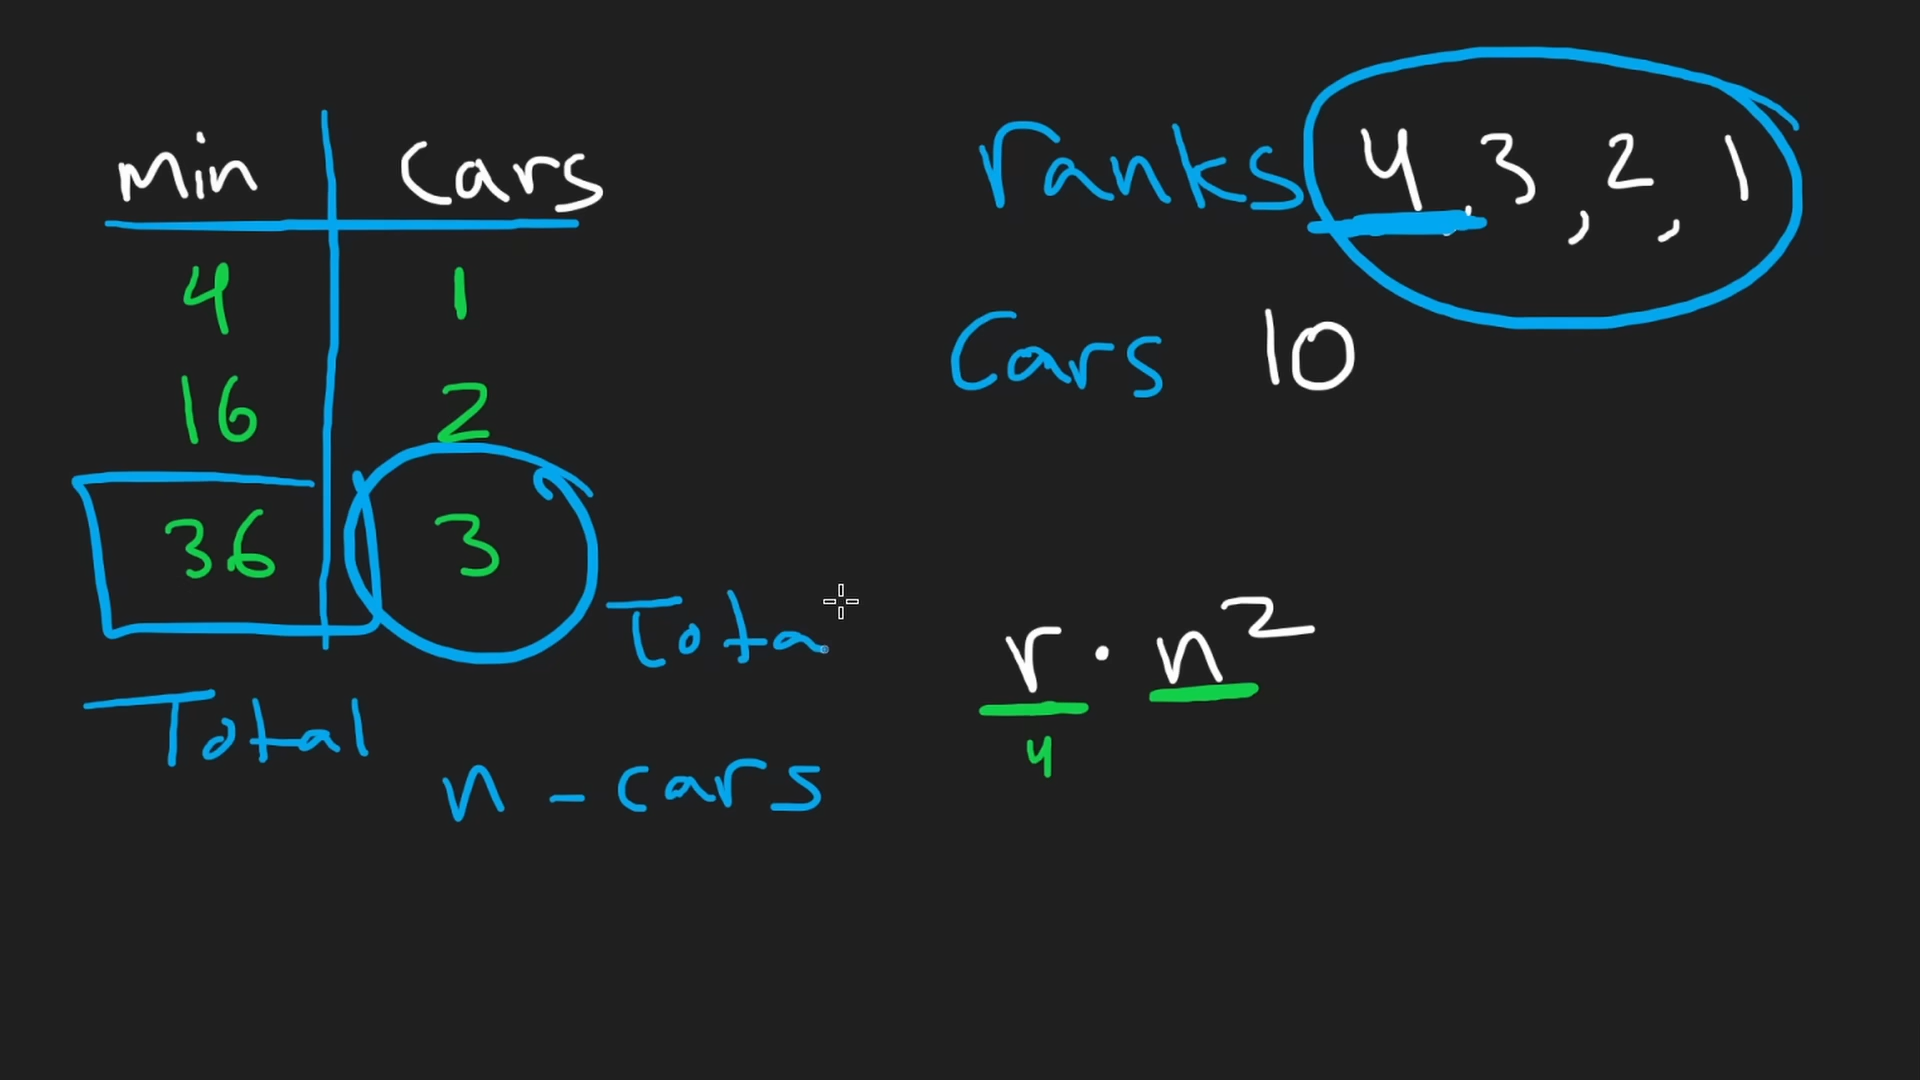 Min Cars
4 1
16 2
36 3
Total
Tota
n - cars
ranks 4, 3, 2, 1
Cars 10
r · n²
4